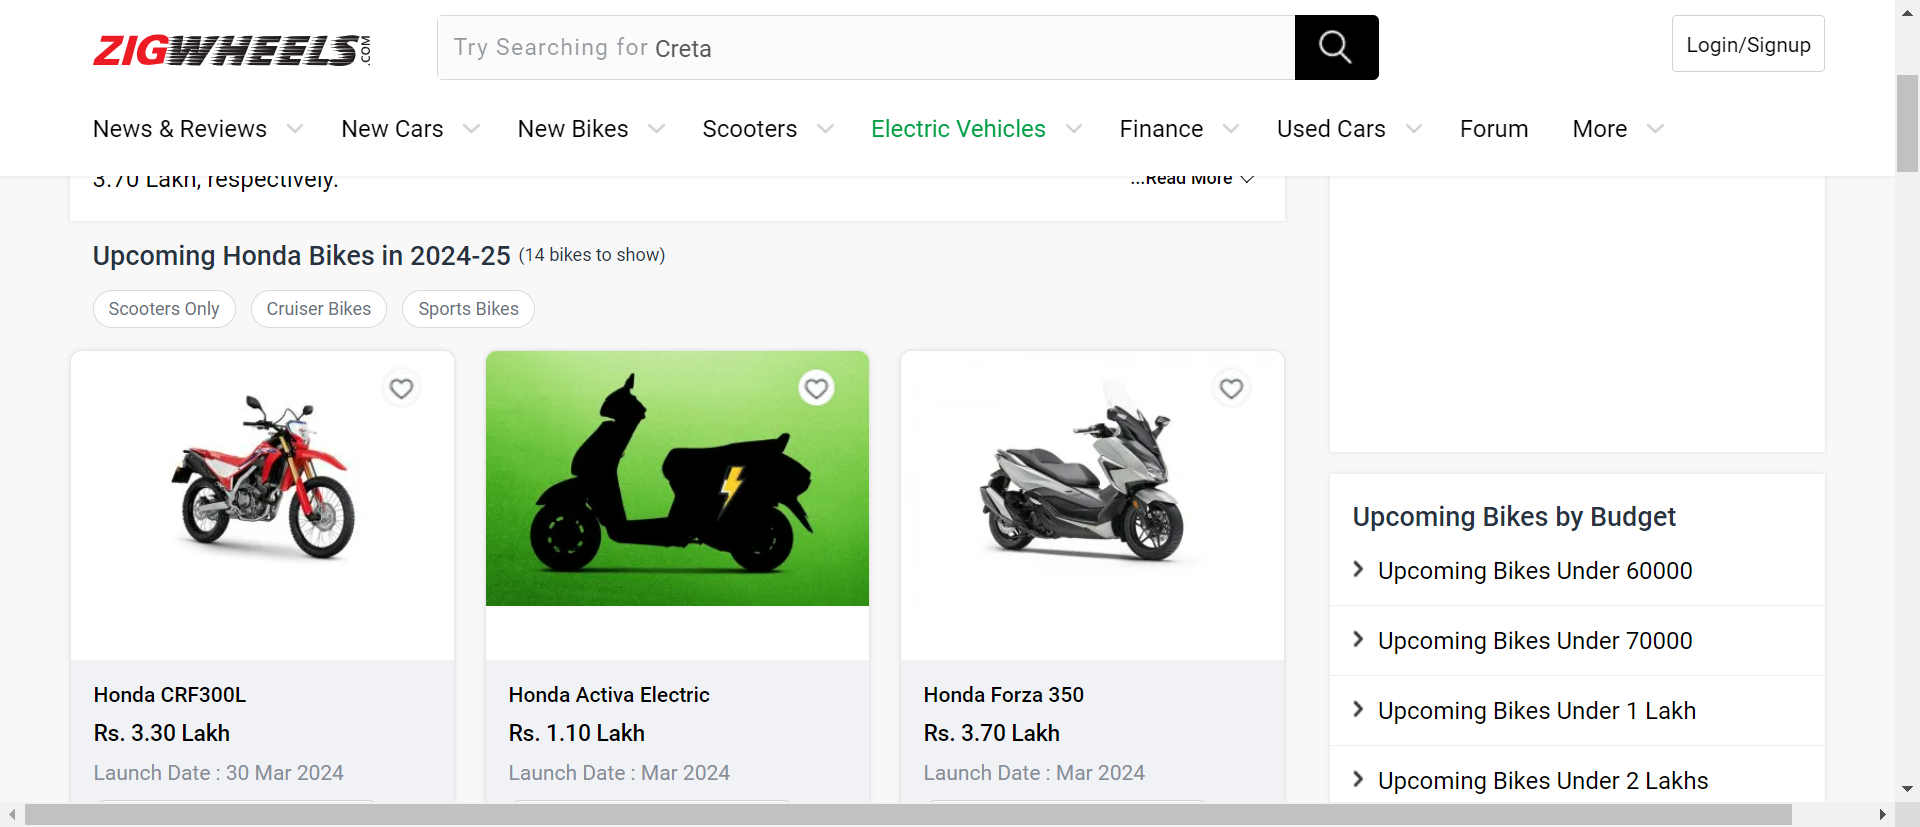 ZIGWHEELS.COM
Try Searching for Creta
Login/Signup
News & Reviews
New Cars
New Bikes
Scooters
Electric Vehicles
Finance
Used Cars
Forum
More
3.70 Lakh, respectively.
...Read More
Upcoming Honda Bikes in 2024-25 (14 bikes to show)
Scooters Only
Cruiser Bikes
Sports Bikes
Honda CRF300L
Rs. 3.30 Lakh
Launch Date : 30 Mar 2024
Honda Activa Electric
Rs. 1.10 Lakh
Launch Date : Mar 2024
Honda Forza 350
Rs. 3.70 Lakh
Launch Date : Mar 2024
Upcoming Bikes by Budget
Upcoming Bikes Under 60000
Upcoming Bikes Under 70000
Upcoming Bikes Under 1 Lakh
Upcoming Bikes Under 2 Lakhs